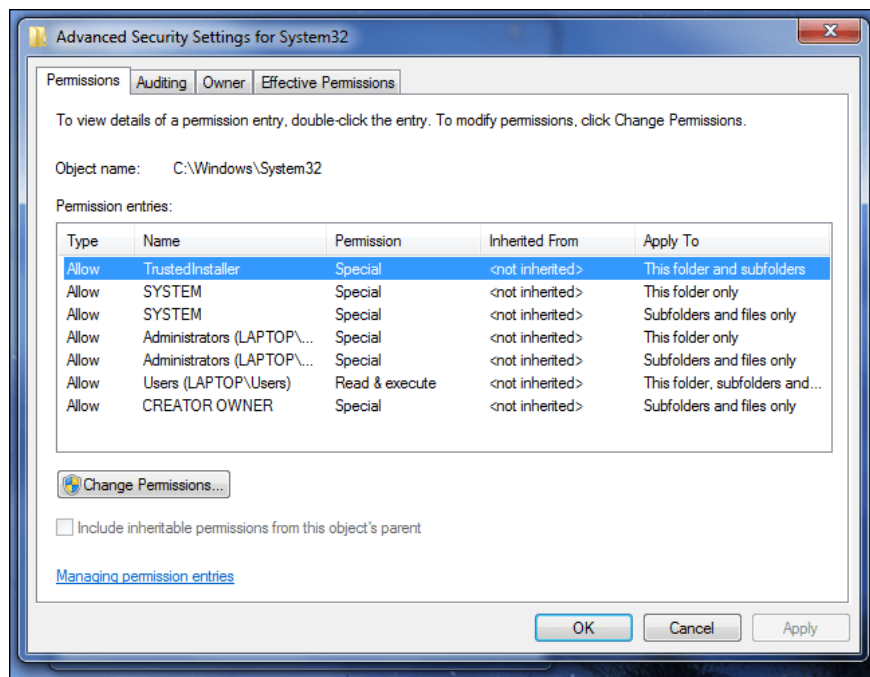 Advanced Security Settings for System32
Permissions Auditing Owner Effective Permissions
To view details of a permission entry, double-click the entry. To modify permissions, click Change Permissions.
Object name: C:\Windows\System32
Permission entries:
Type Name Permission Inherited From Apply To
Allow TrustedInstaller Special <not inherited> This folder and subfolders
Allow SYSTEM Special <not inherited> This folder only
Allow SYSTEM Special <not inherited> Subfolders and files only
Allow Administrators (LAPTOP\... Special <not inherited> This folder only
Allow Administrators (LAPTOP\... Special <not inherited> Subfolders and files only
Allow Users (LAPTOP\Users) Read & execute <not inherited> This folder, subfolders and...
Allow CREATOR OWNER Special <not inherited> Subfolders and files only
Change Permissions...
Include inheritable permissions from this object's parent
Managing permission entries
OK Cancel Apply